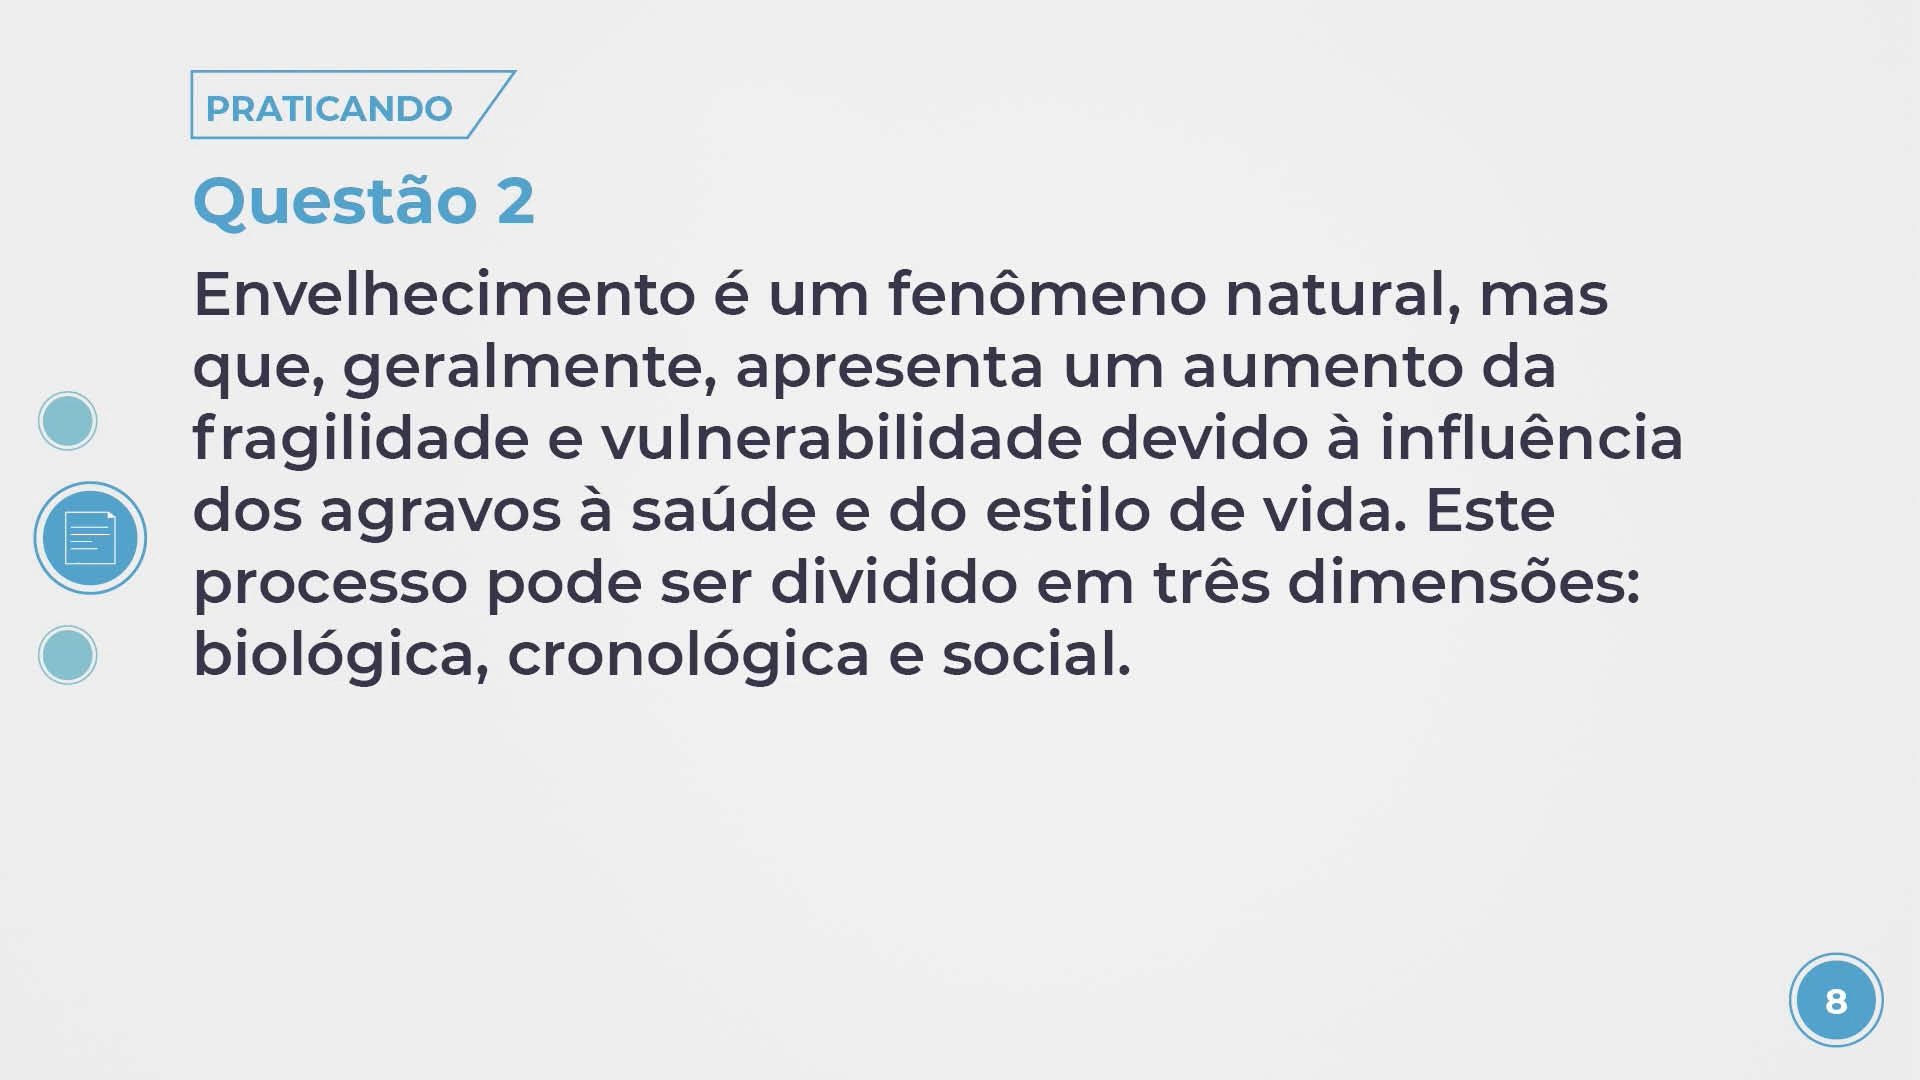 PRATICANDO
Questão 2
Envelhecimento é um fenômeno natural, mas
que, geralmente, apresenta um aumento da
fragilidade e vulnerabilidade devido à influência
dos agravos à saúde e do estilo de vida. Este
processo pode ser dividido em três dimensões:
biológica, cronológica e social.
8